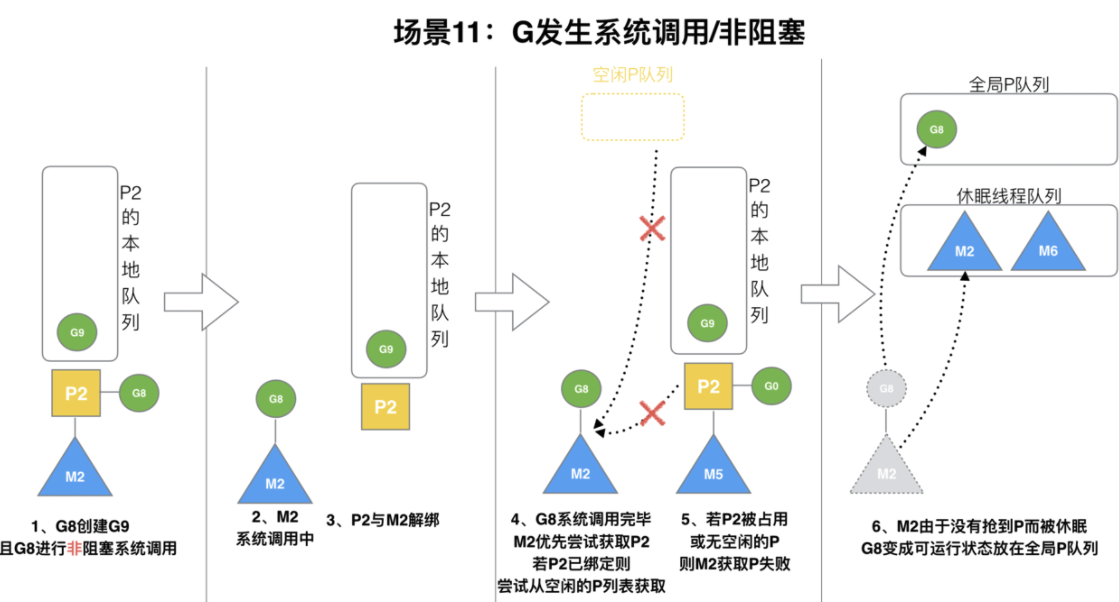 场景11：G发生系统调用/非阻塞
P2
的
本
地
队
列
G9
P2
G8
M2
1、G8创建G9
且G8进行非阻塞系统调用
P2
的
本
地
队
列
G9
P2
G8
M2
2、M2
系统调用中
3、P2与M2解绑
空闲P队列
P2
的
本
地
队
列
G9
G8
P2
G0
M2
M5
4、G8系统调用完毕
M2优先尝试获取P2
若P2已绑定则
尝试从空闲的P列表获取
5、若P2被占用
或无空闲的P
则M2获取P失败
全局P队列
G8
休眠线程队列
M2
M6
G8
M2
6、M2由于没有抢到P而被休眠
G8变成可运行状态放在全局P队列